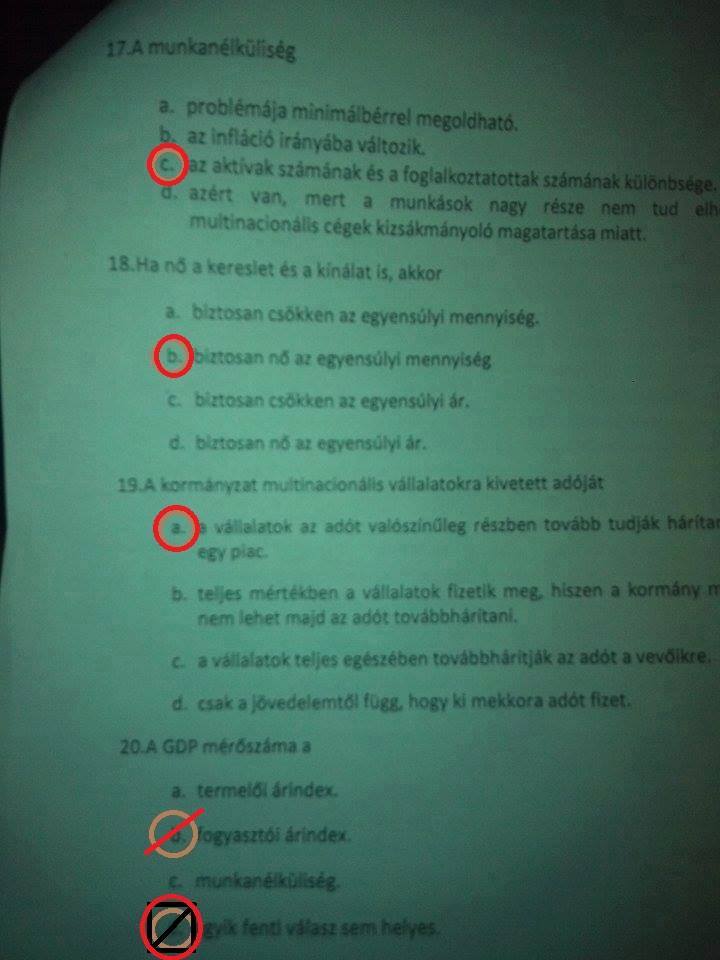 17.A munkanélküliség
a. problémája minimálbérrel megoldható.
b. az infláció irányába változik.
c. az aktívak számának és a foglalkoztatottak számának különbsége.
d. azért van, mert a munkások nagy része nem tud elh
multinacionális cégek kizsákmányoló magatartása miatt.
18.Ha nő a kereslet és a kínálat is, akkor
a. biztosan csökken az egyensúlyi mennyiség.
b. biztosan nő az egyensúlyi mennyiség
c. biztosan csökken az egyensúlyi ár.
d. biztosan nő az egyensúlyi ár.
19.A kormányzat multinacionális vállalatokra kivetett adóját
a. a vállalatok az adót valószínűleg részben tovább tudják hárítan
egy piac.
b. teljes mértékben a vállalatok fizetik meg, hiszen a kormány m
nem lehet majd az adót továbbhárítani.
c. a vállalatok teljes egészében továbbhárítják az adót a vevőikre.
d. csak a jövedelemtől függ, hogy ki mekkora adót fizet.
20.A GDP mérőszáma a
a. termelői árindex.
b. fogyasztói árindex.
c. munkanélküliség.
gyik fenti válasz sem helyes.